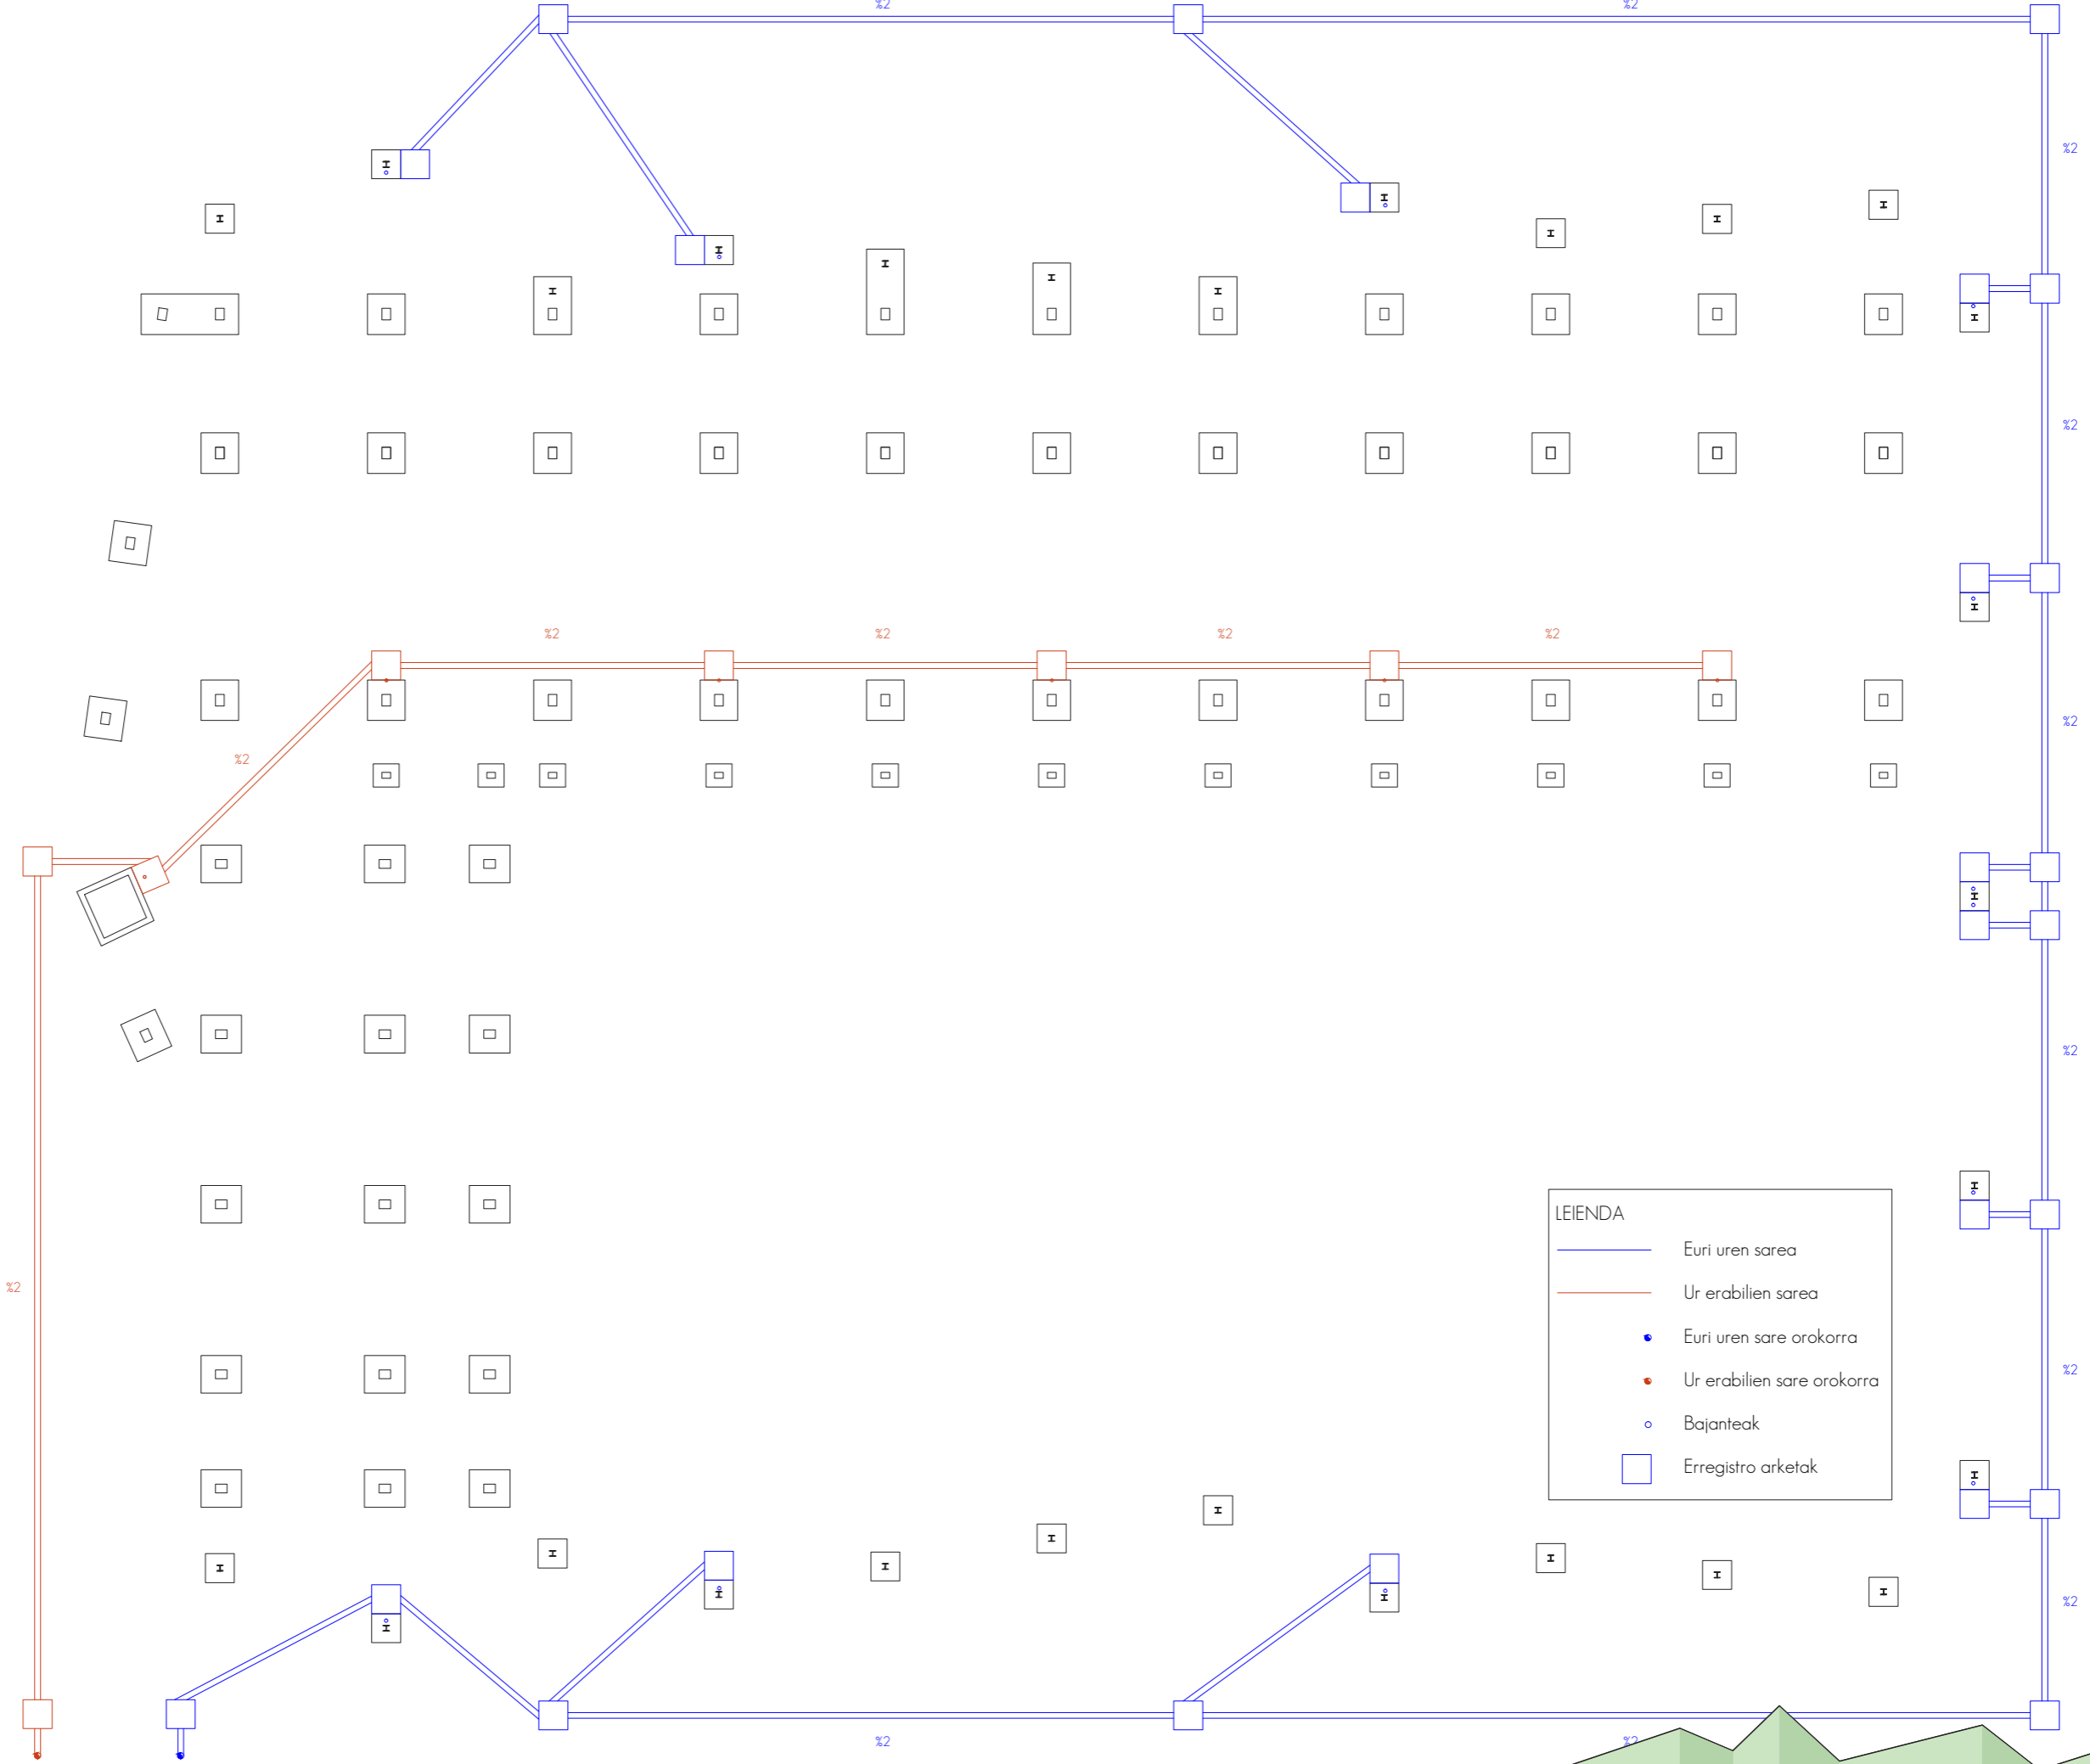 %2
%2
%2
%2
%2
%2
%2
%2
%2
%2
%2
%2
LEIENDA
Euri uren sarea
Ur erabilien sarea
%2
Euri uren sare orokorra
%2
Ur erabilien sare orokorra
Bajanteak
Erregistro arketak
%2
%2
%2